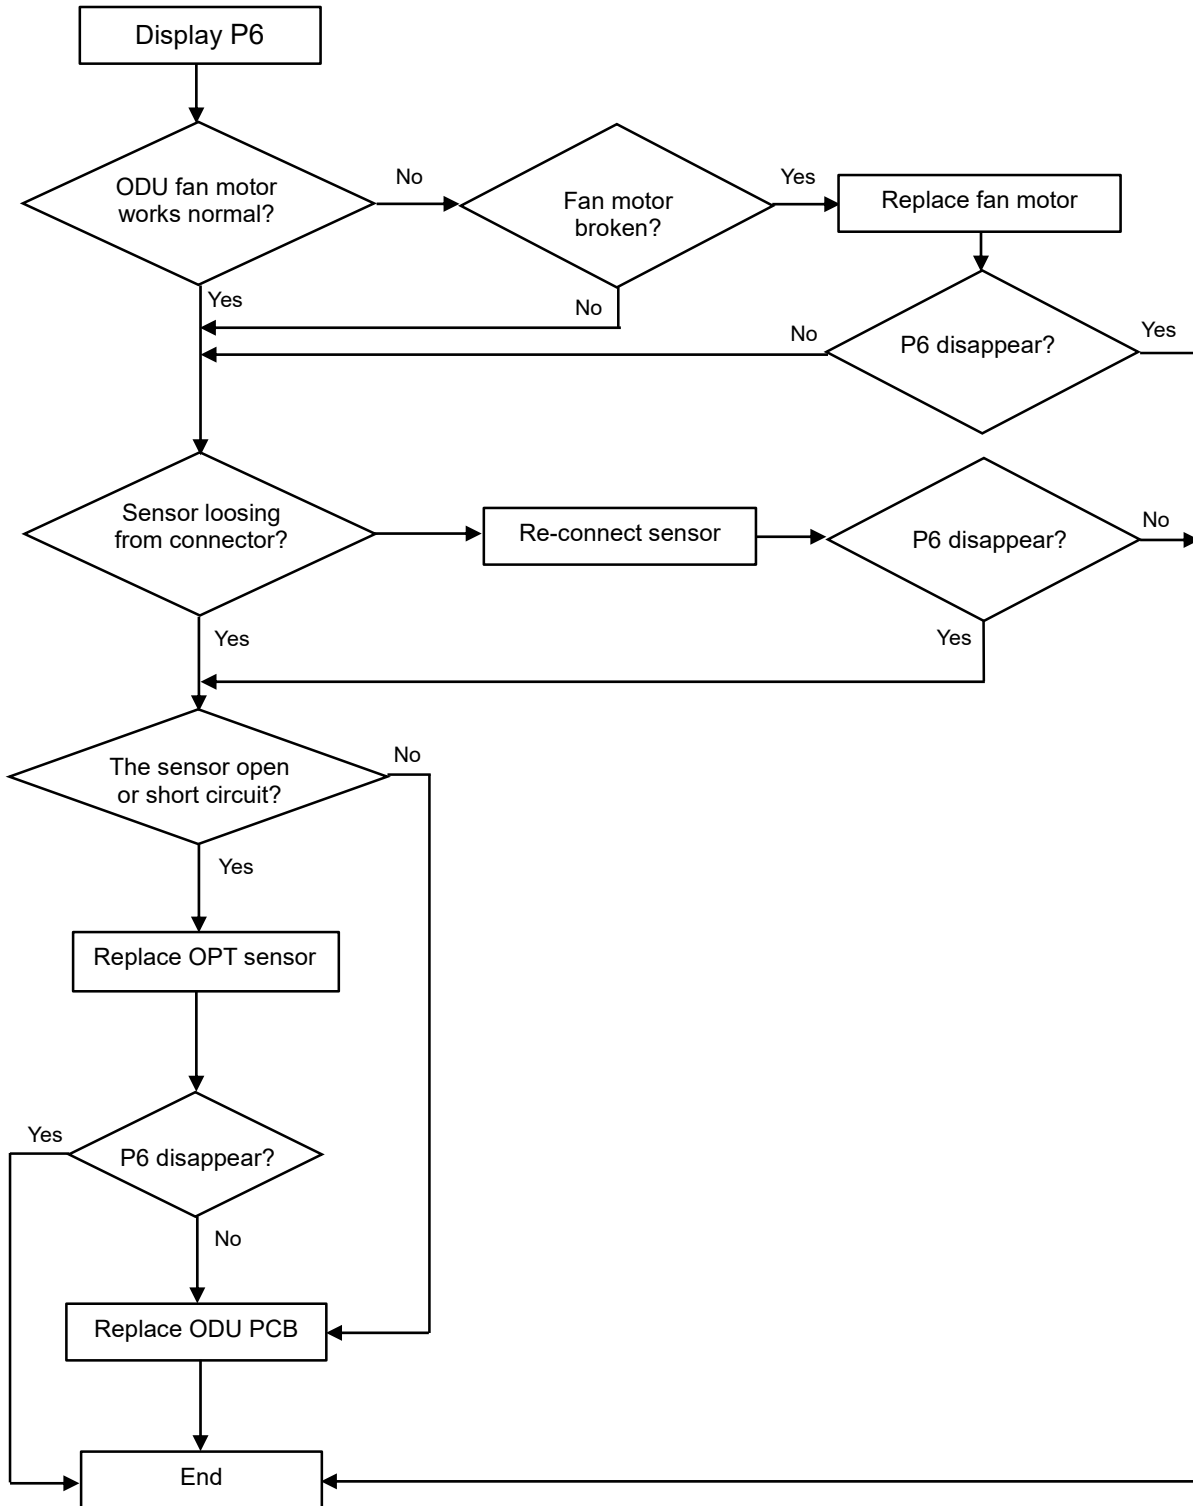 Display P6
ODU fan motor
works normal?
No
Fan motor
broken?
Yes
Replace fan motor
Yes
No
No
P6 disappear?
Yes
Sensor loosing
from connector?
Re-connect sensor
P6 disappear?
No
Yes
Yes
The sensor open
or short circuit?
No
Yes
Replace OPT sensor
Yes
P6 disappear?
No
Replace ODU PCB
End